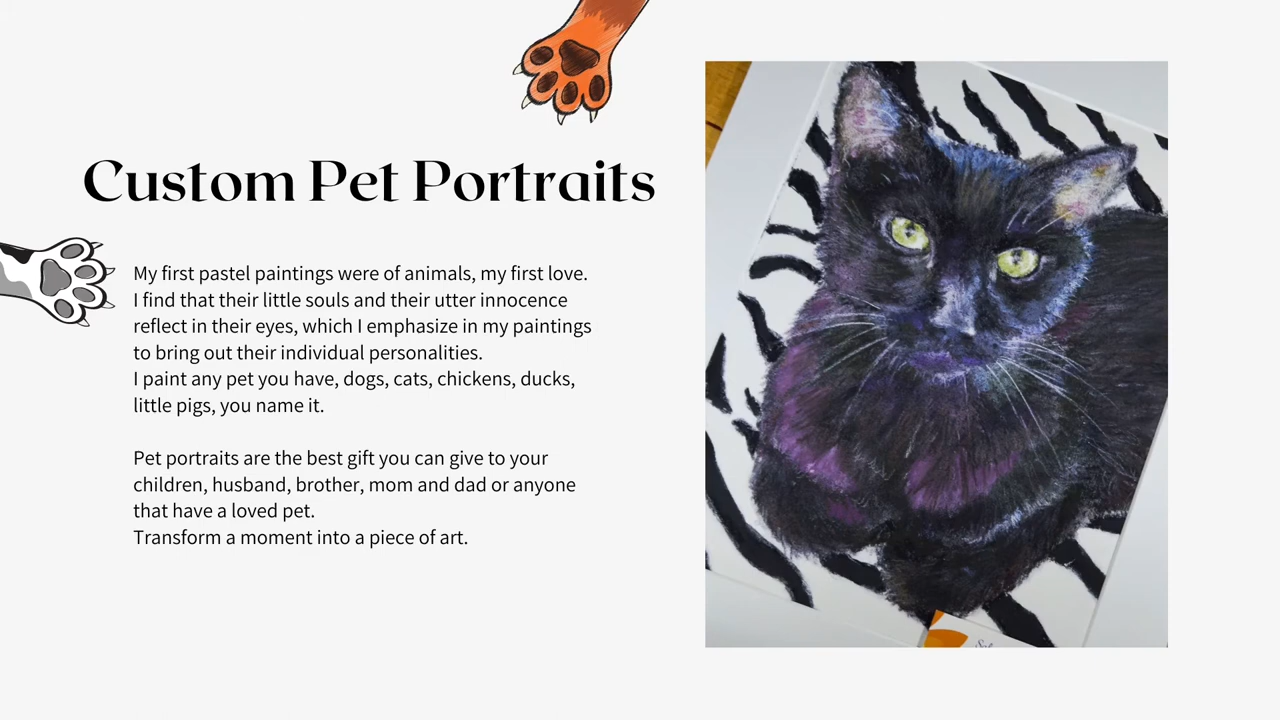 Custom Pet Portraits
My first pastel paintings were of animals, my first love.
I find that their little souls and their utter innocence
reflect in their eyes, which I emphasize in my paintings
to bring out their individual personalities.
I paint any pet you have, dogs, cats, chickens, ducks,
little pigs, you name it.
Pet portraits are the best gift you can give to your
children, husband, brother, mom and dad or anyone
that have a loved pet.
Transform a moment into a piece of art.